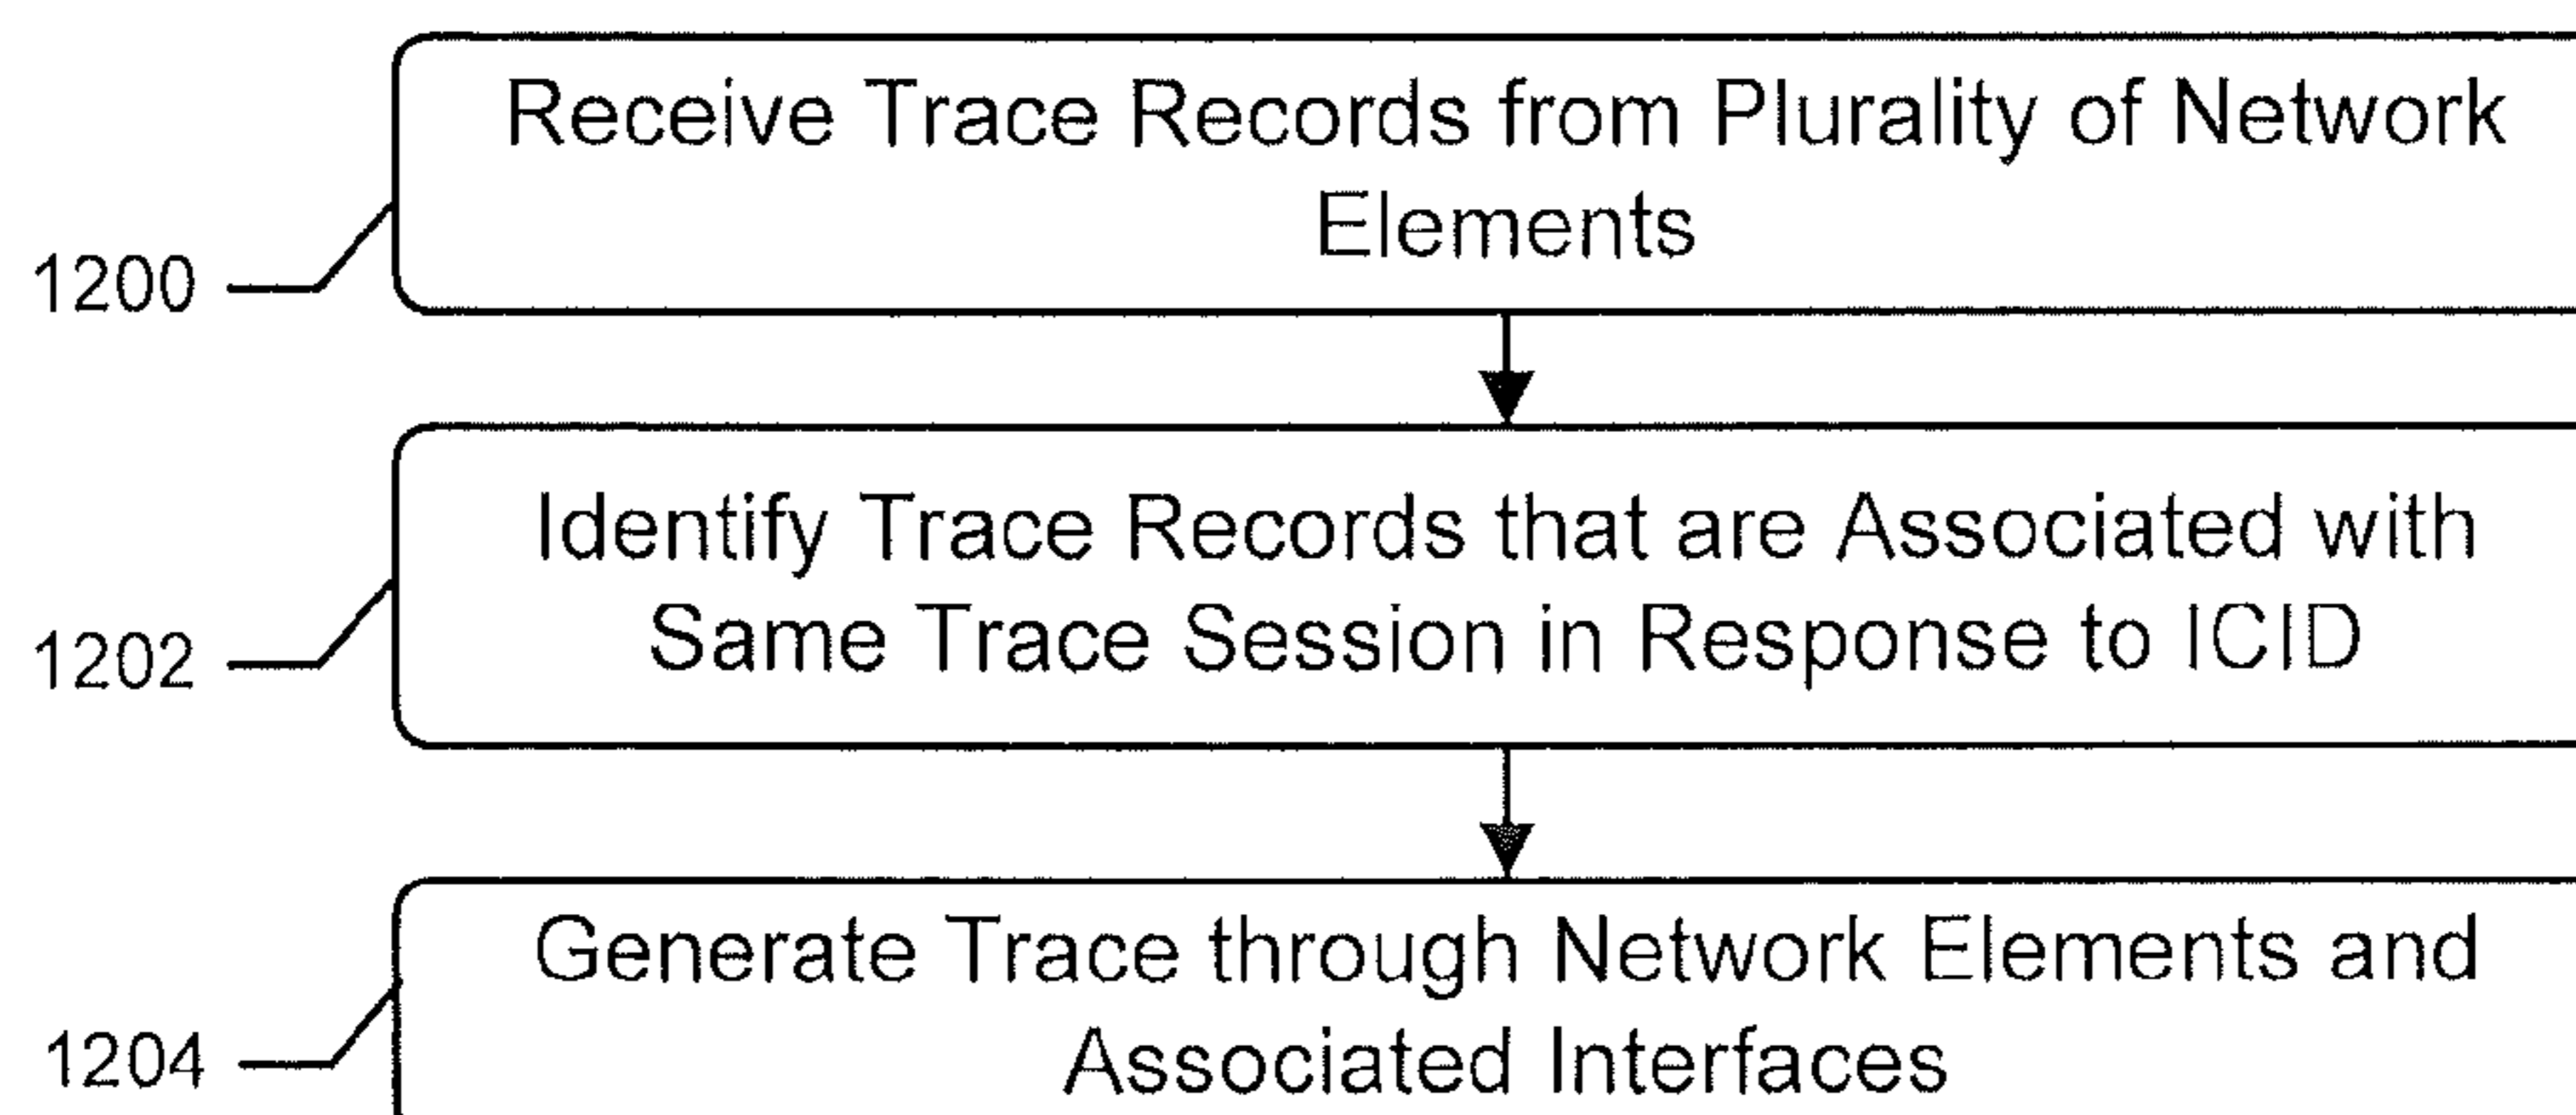 Receive Trace Records from Plurality of Network
Elements
1200
Identify Trace Records that are Associated with
Same Trace Session in Response to ICID
1202
Generate Trace through Network Elements and
Associated Interfaces
1204